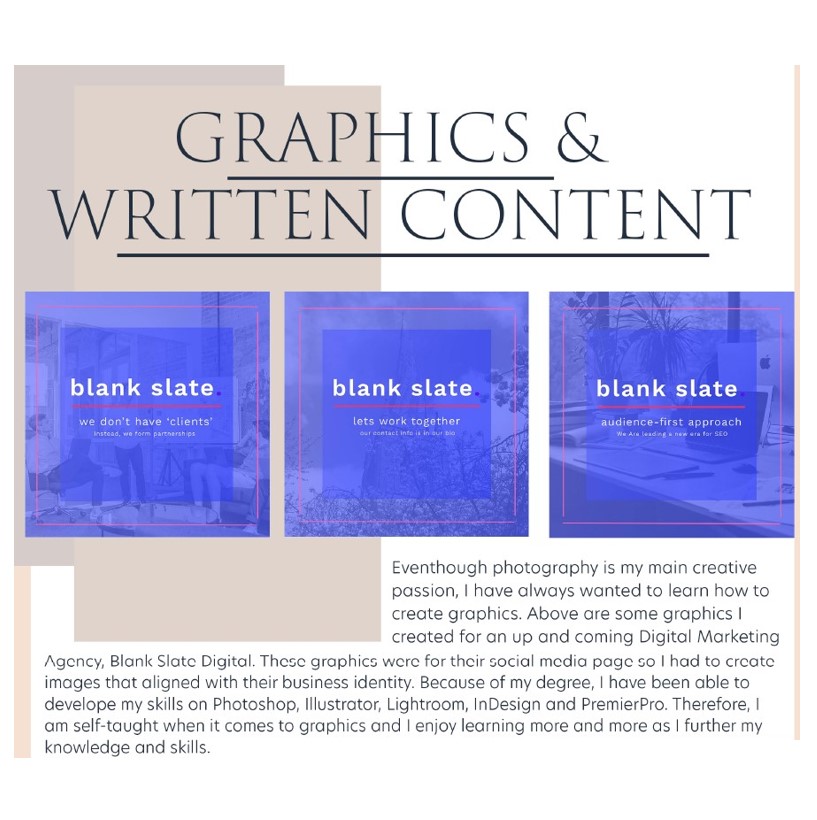 GRAPHICS &
WRITTEN CONTENT
blank slate.
we don't have 'clients'
instead, we form partnerships
blank slate.
lets work together
our contact info is in our bio
blank slate.
audience-first approach
We Are leading a new era for SEO
Eventhough photography is my main creative
passion, I have always wanted to learn how to
create graphics. Above are some graphics I
created for an up and coming Digital Marketing
Agency, Blank Slate Digital. These graphics were for their social media page so I had to create
images that aligned with their business identity. Because of my degree, I have been able to
develope my skills on Photoshop, Illustrator, Lightroom, InDesign and PremierPro. Therefore, I
am self-taught when it comes to graphics and I enjoy learning more and more as I further my
knowledge and skills.